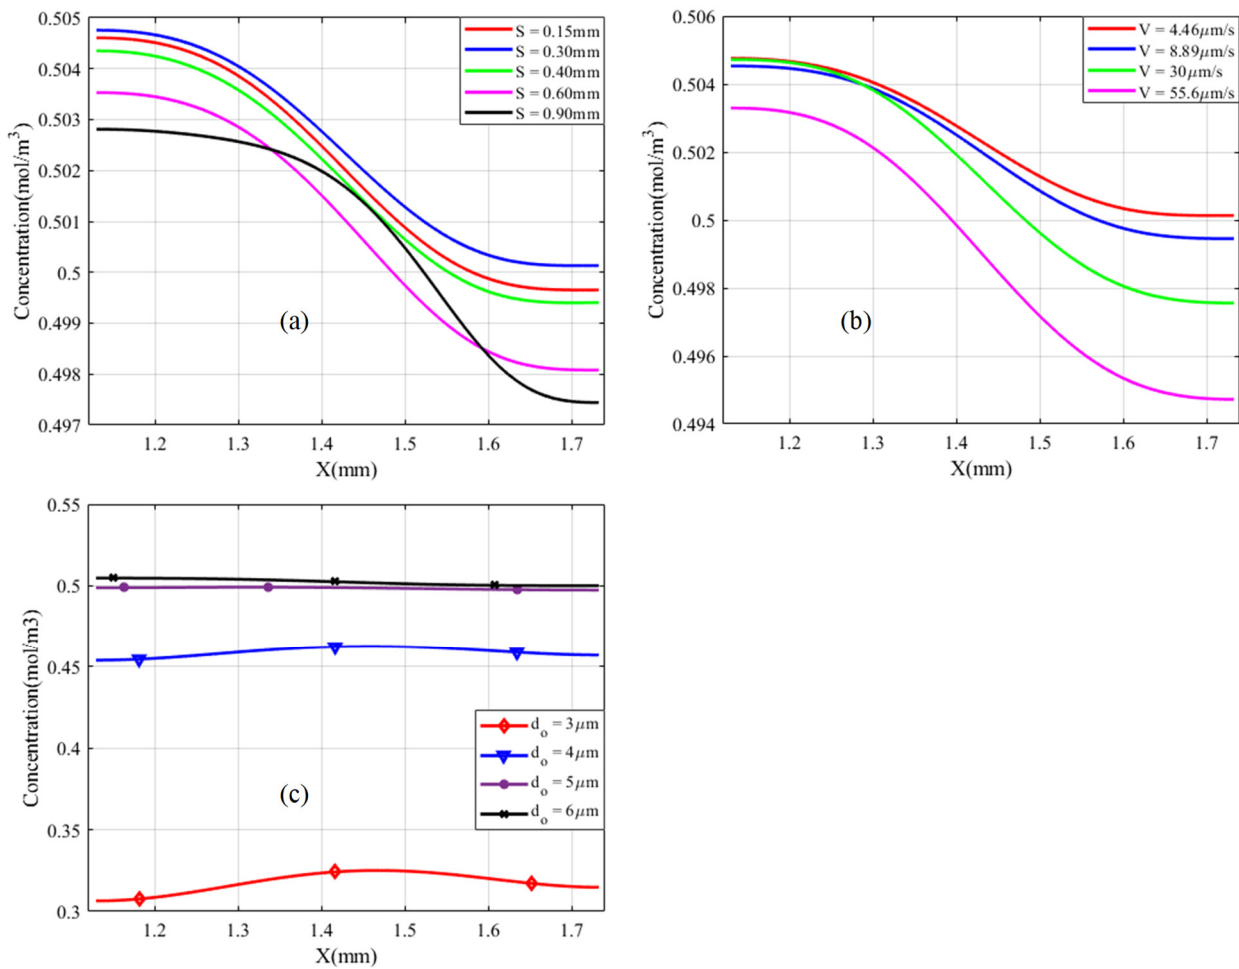 0.505
0.504
0.503
0.502
0.501
0.5
0.499
0.498
0.497
Concentration(mol/m³)
S = 0.15mm
S = 0.30mm
S = 0.40mm
S = 0.60mm
S = 0.90mm
(a)
1.2 1.3 1.4 1.5 1.6 1.7
X(mm)
0.506
0.504
0.502
0.5
0.498
0.496
0.494
Concentration(mol/m³)
V = 4.46μm/s
V = 8.89μm/s
V = 30μm/s
V = 55.6μm/s
(b)
1.2 1.3 1.4 1.5 1.6 1.7
X(mm)
0.55
0.5
0.45
0.4
0.35
0.3
Concentration(mol/m3)
d_o = 3μm
d_o = 4μm
d_o = 5μm
d_o = 6μm
(c)
1.2 1.3 1.4 1.5 1.6 1.7
X(mm)